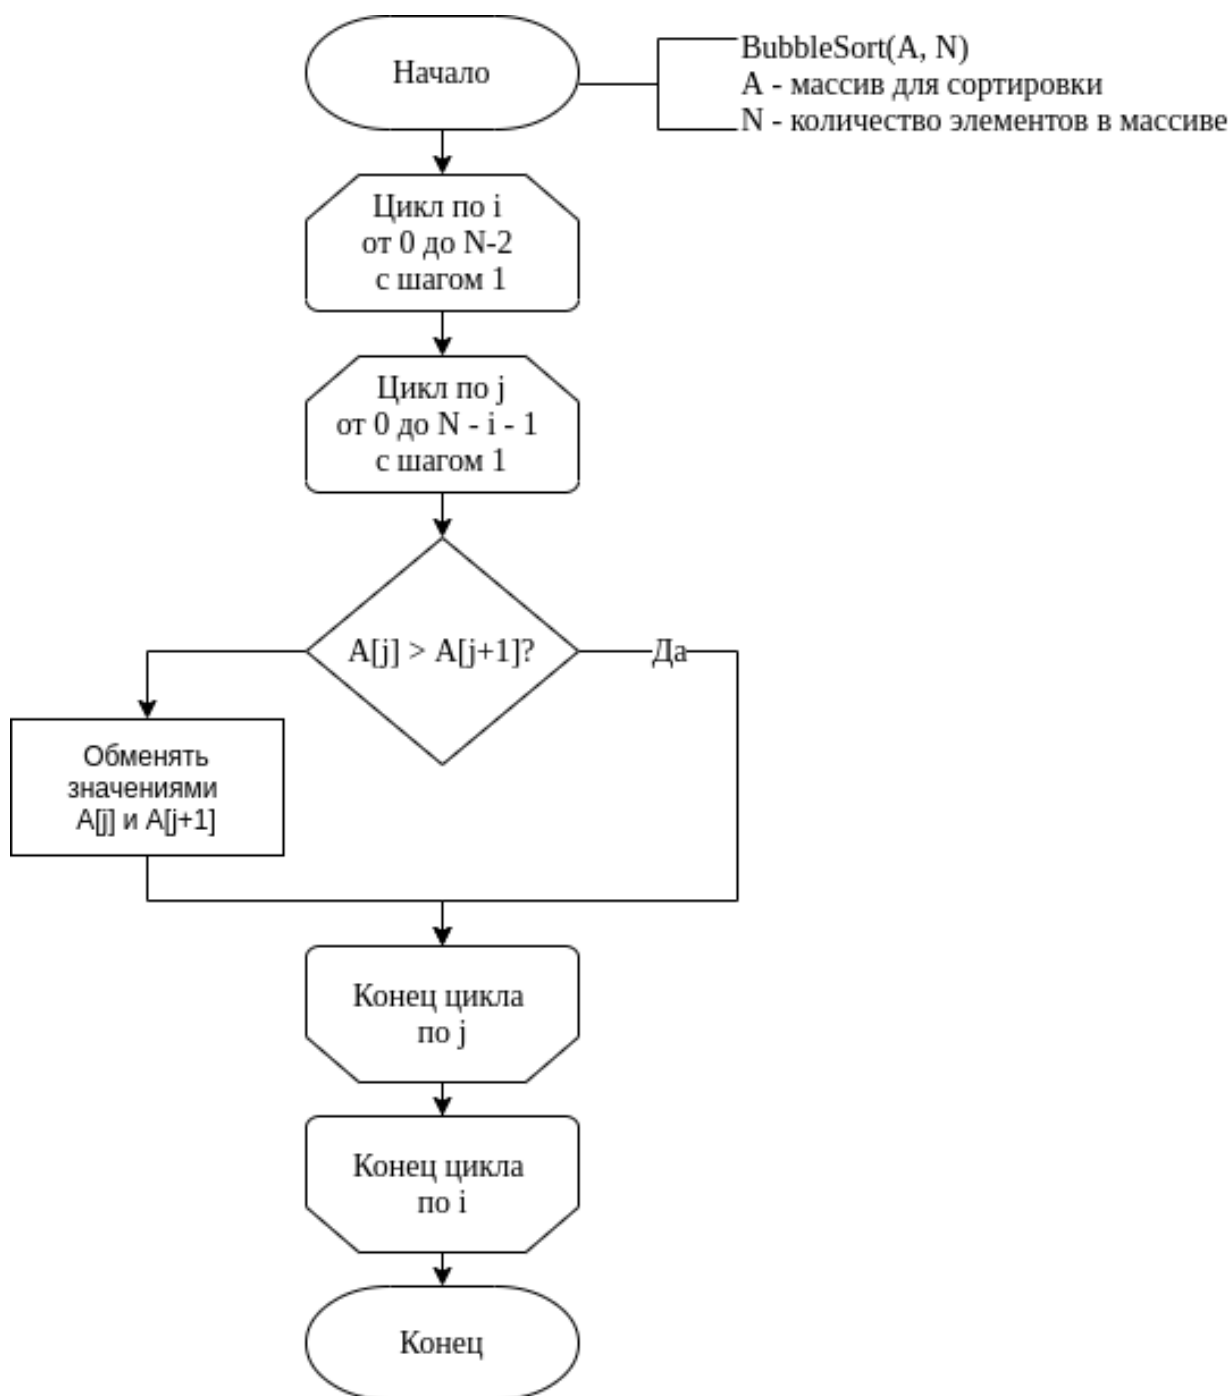 Начало
BubbleSort(A, N)
A - массив для сортировки
N - количество элементов в массиве
Цикл по i
от 0 до N-2
с шагом 1
Цикл по j
от 0 до N - i - 1
с шагом 1
A[j] > A[j+1]?
Да
Обменять
значениями
A[j] и A[j+1]
Конец цикла
по j
Конец цикла
по i
Конец